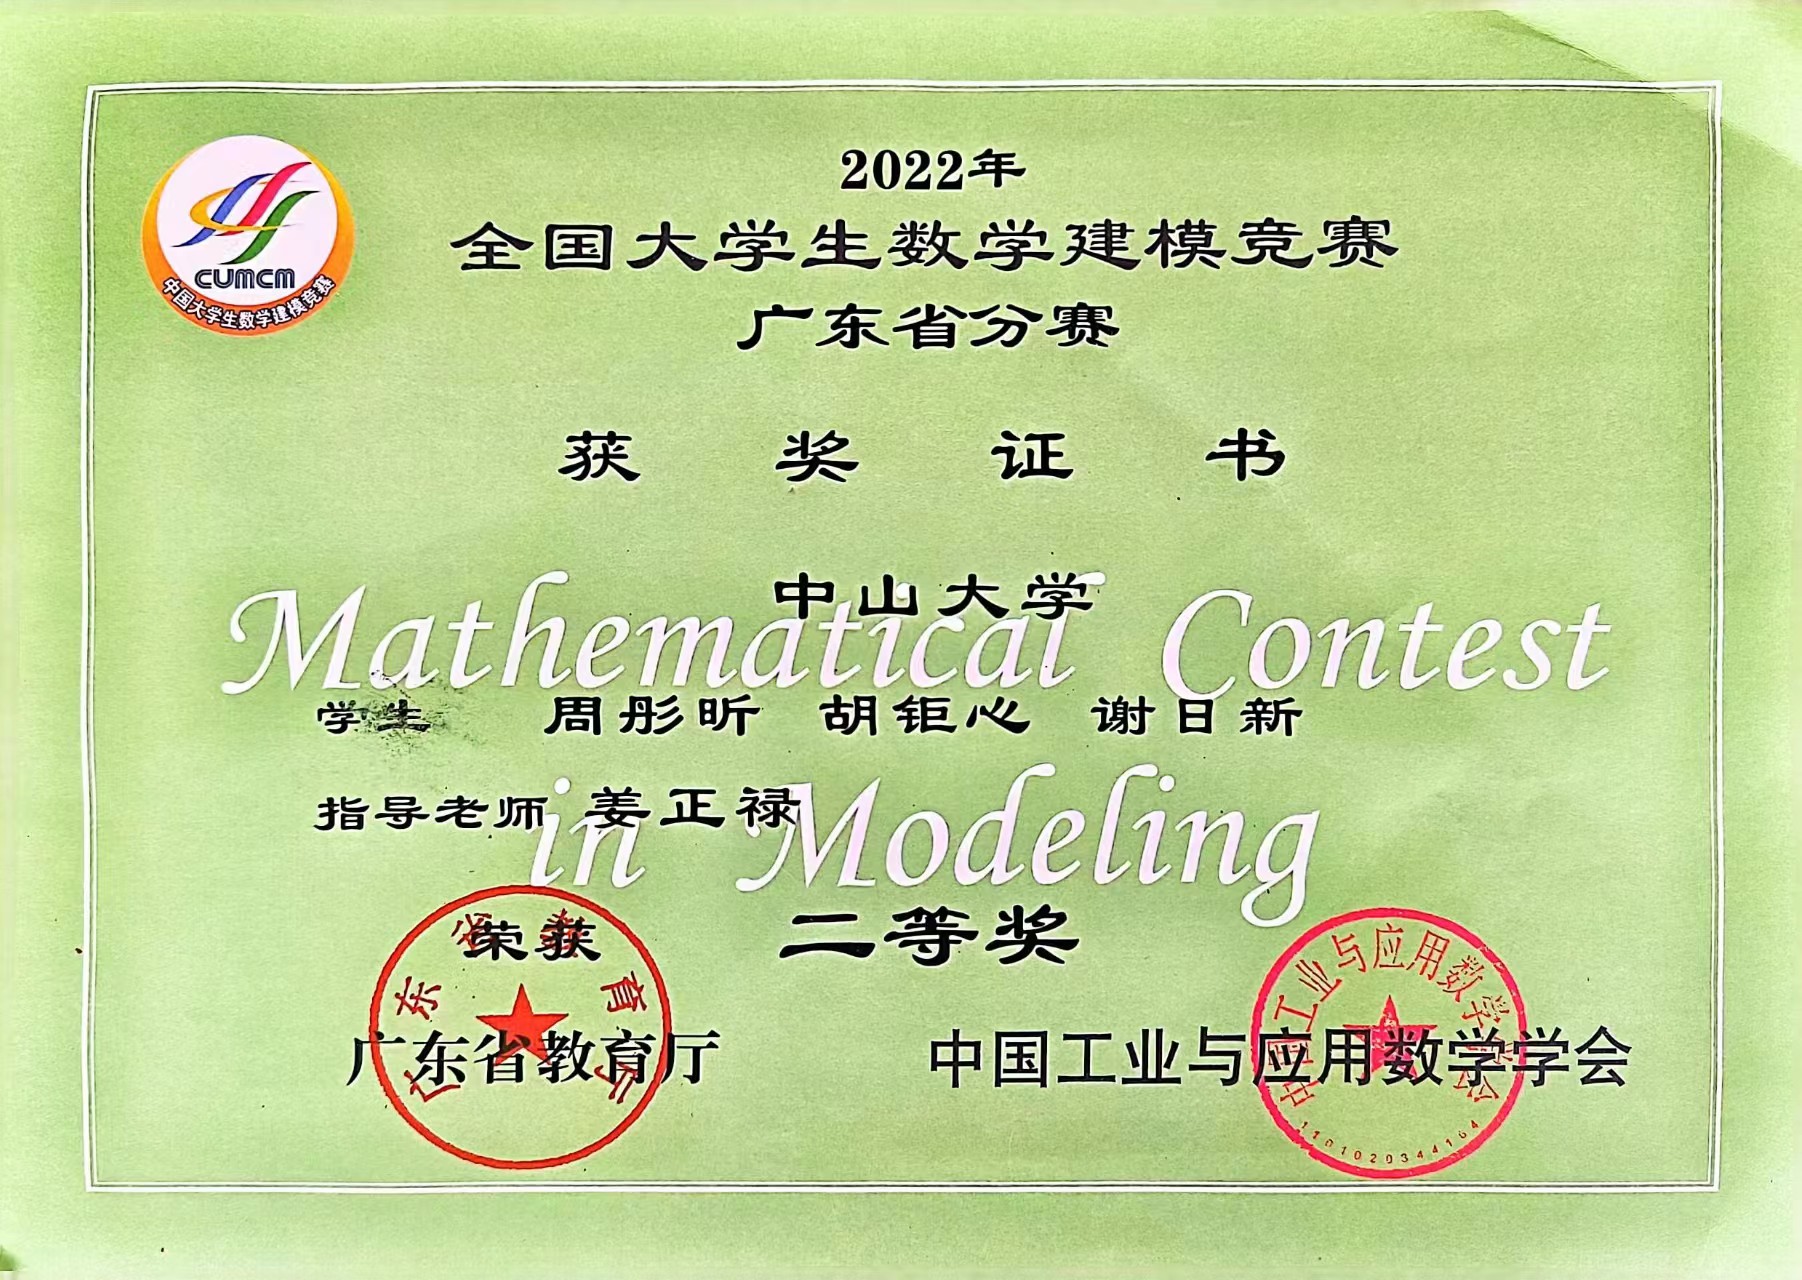 2022年
全国大学生数学建模竞赛
广东省分赛
CUMCM
中国大学生数学建模竞赛
获奖证书
中山大学
Mathematical Contest
学生 周彤昕 胡钜心 谢日新
in Modeling
指导老师 姜正禄
荣获 二等奖
广东省教育厅
广东省教育厅
中国工业与应用数学学会
中国工业与应用数学学会
1101020344164